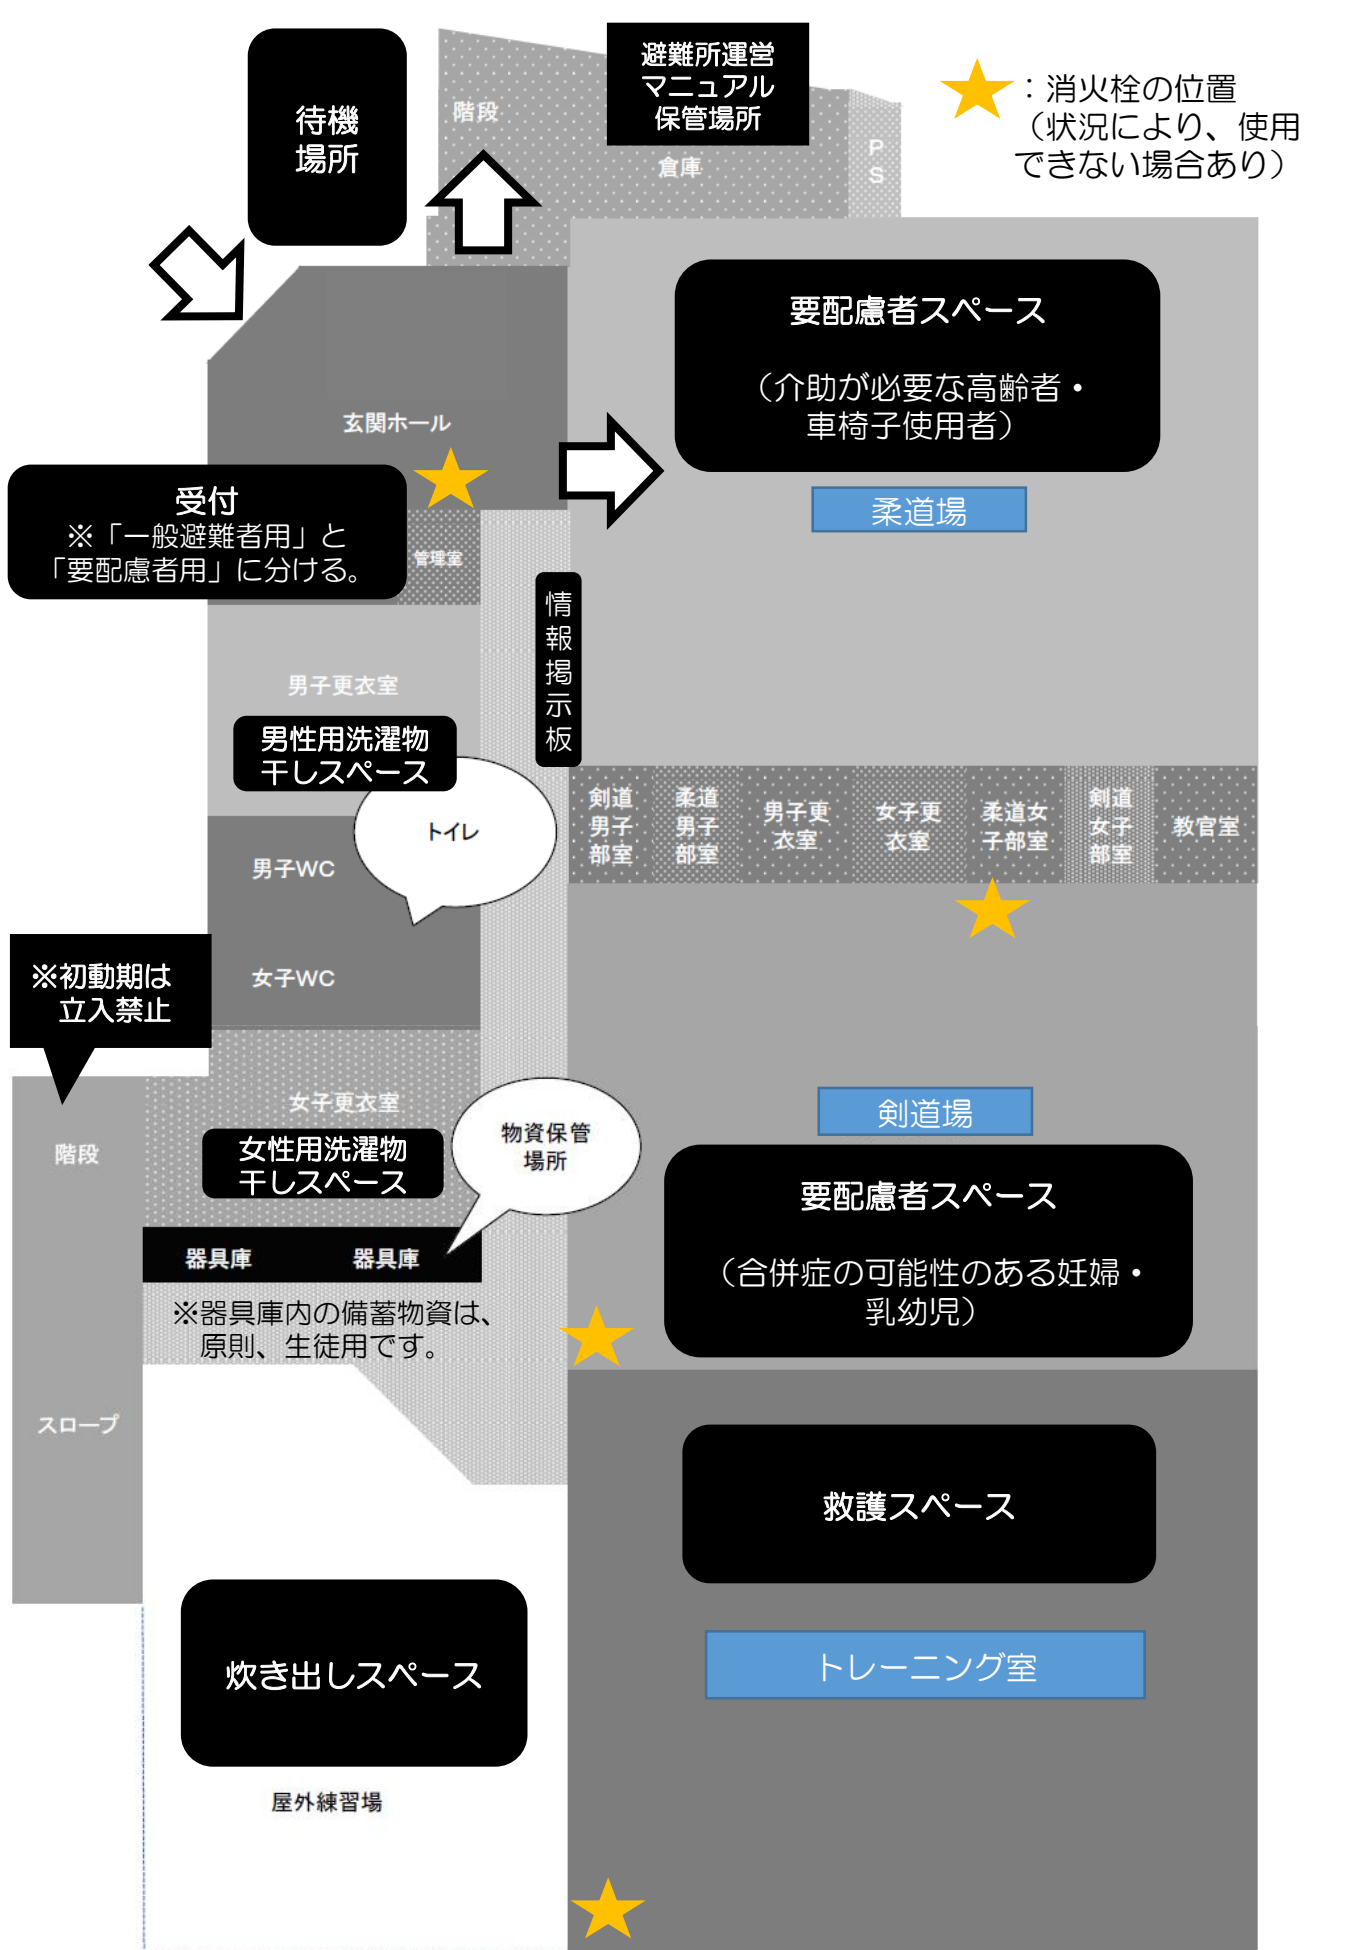 待機
場所
階段
避難所運営
マニュアル
保管場所
倉庫
P
S
:消火栓の位置
（状況により、使用
できない場合あり）
要配慮者スペース
（介助が必要な高齢者・
車椅子使用者）
柔道場
玄関ホール
受付
※「一般避難者用」と
「要配慮者用」に分ける。
管理室
情報掲示板
男子更衣室
男性用洗濯物
干しスペース
トイレ
男子WC
女子WC
剣道
男子
部室
柔道
男子
部室
男子更
衣室
女子更
衣室
柔道女
子部室
剣道
女子
部室
教官室
※初動期は
立入禁止
階段
女子更衣室
女性用洗濯物
干しスペース
物資保管
場所
器具庫
器具庫
※器具庫内の備蓄物資は、
原則、生徒用です。
剣道場
要配慮者スペース
（合併症の可能性のある妊婦・
乳幼児）
スロープ
救護スペース
トレーニング室
炊き出しスペース
屋外練習場